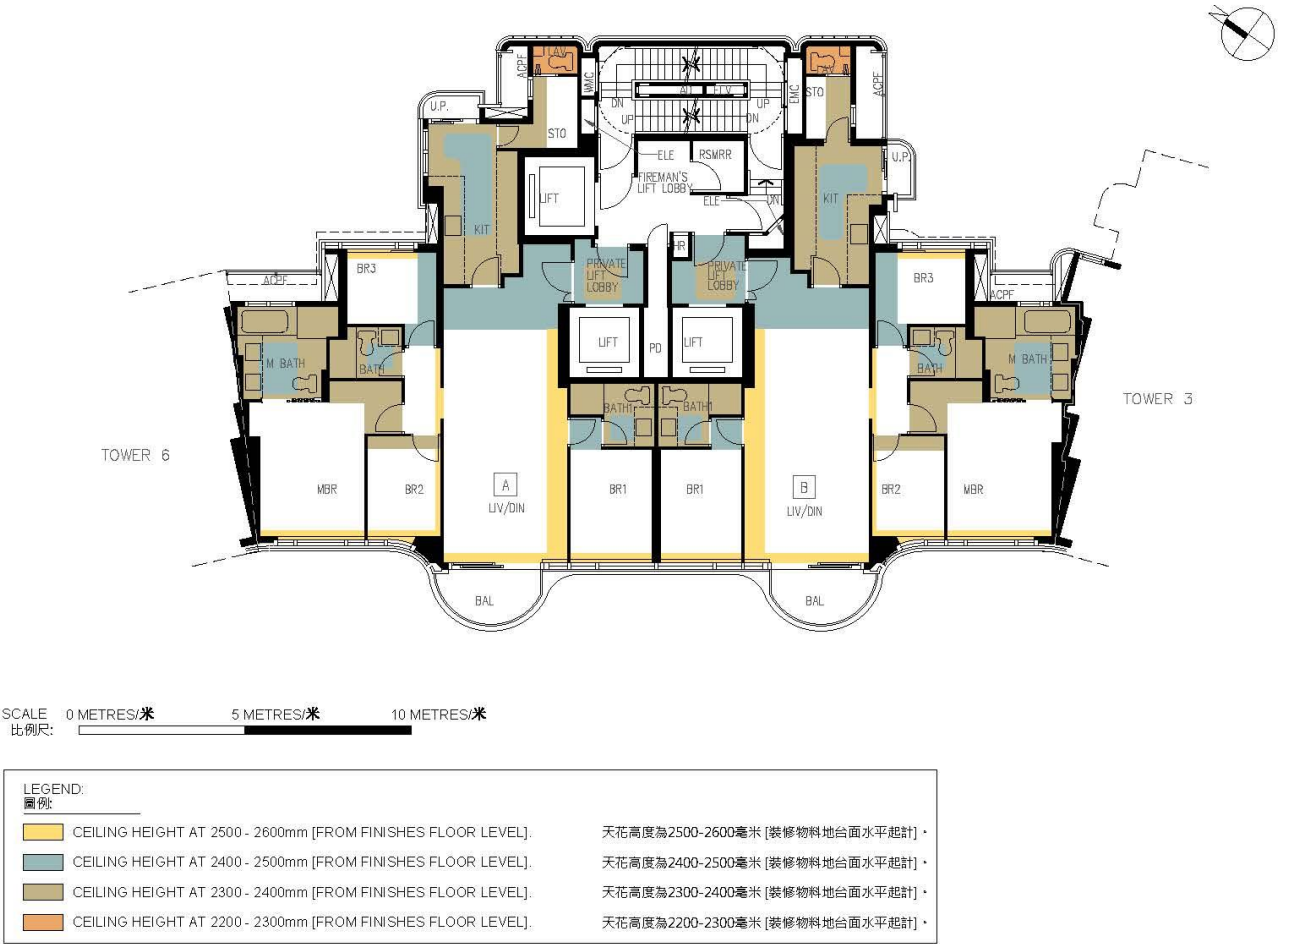 N
LAV
LAV
ACPF
WMC
EMC
STO
ACPF
U.P.
DN
UP
UP
DN
STO
ELE
RSMRR
U.P.
FIREMAN'S
LIFT LOBBY
LIFT
ELE
DN
KIT
KIT
HR
BR3
PRIVATE
LIFT
LOBBY
PRIVATE
LIFT
LOBBY
BR3
ACPF
ACPF
LIFT
PD
LIFT
M BATH
BATH
BATH
M BATH
BATH1
BATH1
TOWER 3
TOWER 6
MBR
BR2
A
LIV/DIN
BR1
BR1
B
LIV/DIN
BR2
MBR
BAL
BAL
SCALE 0 METRES/米 5 METRES/米 10 METRES/米
比例尺:
LEGEND:
圖例:
CEILING HEIGHT AT 2500 - 2600mm [FROM FINISHES FLOOR LEVEL]. 天花高度為2500-2600毫米 [裝修物料地台面水平起計]。
CEILING HEIGHT AT 2400 - 2500mm [FROM FINISHES FLOOR LEVEL]. 天花高度為2400-2500毫米 [裝修物料地台面水平起計]。
CEILING HEIGHT AT 2300 - 2400mm [FROM FINISHES FLOOR LEVEL]. 天花高度為2300-2400毫米 [裝修物料地台面水平起計]。
CEILING HEIGHT AT 2200 - 2300mm [FROM FINISHES FLOOR LEVEL]. 天花高度為2200-2300毫米 [裝修物料地台面水平起計]。